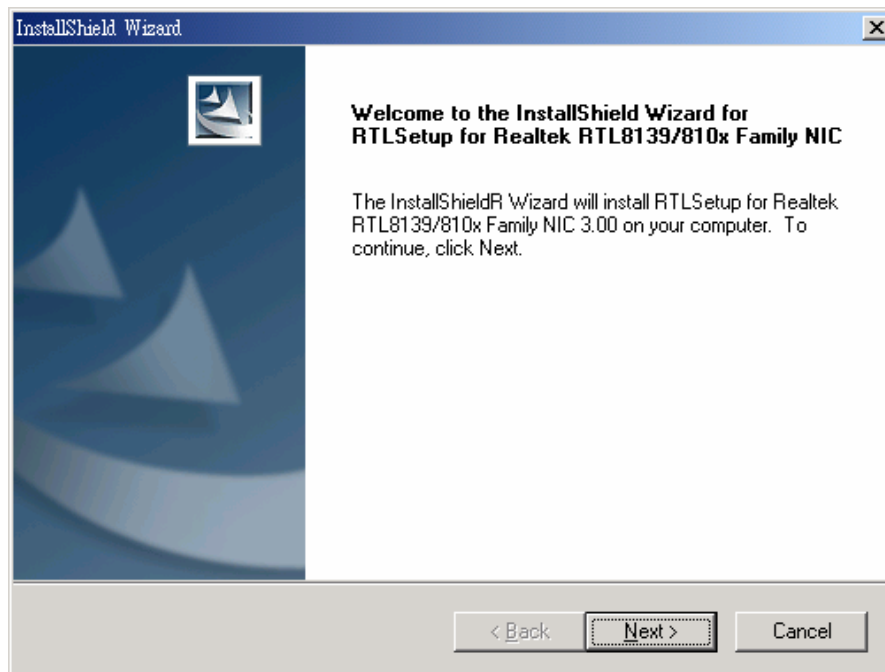 InstallShield Wizard
Welcome to the InstallShield Wizard for
RTLSetup for Realtek RTL8139/810x Family NIC
The InstallShieldR Wizard will install RTLSetup for Realtek
RTL8139/810x Family NIC 3.00 on your computer.  To
continue, click Next.
< Back
Next >
Cancel